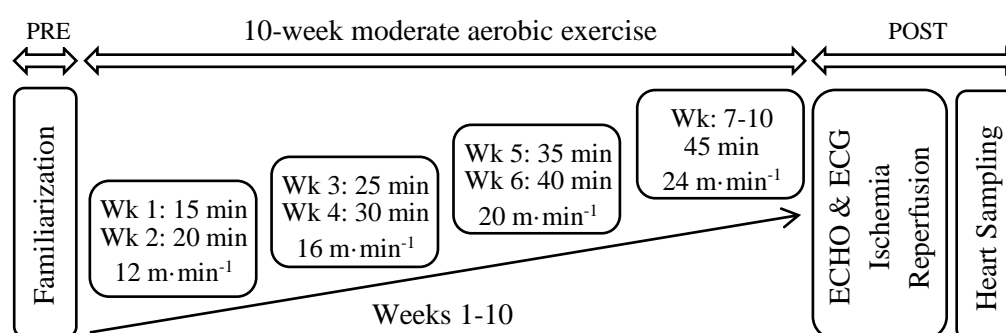 PRE
10-week moderate aerobic exercise
POST
Familiarization
Wk 1: 15 min
Wk 2: 20 min
12 m·min-1
Wk 3: 25 min
Wk 4: 30 min
16 m·min-1
Wk 5: 35 min
Wk 6: 40 min
20 m·min-1
Wk: 7-10
45 min
24 m·min-1
Weeks 1-10
ECHO & ECG
Ischemia
Reperfusion
Heart Sampling